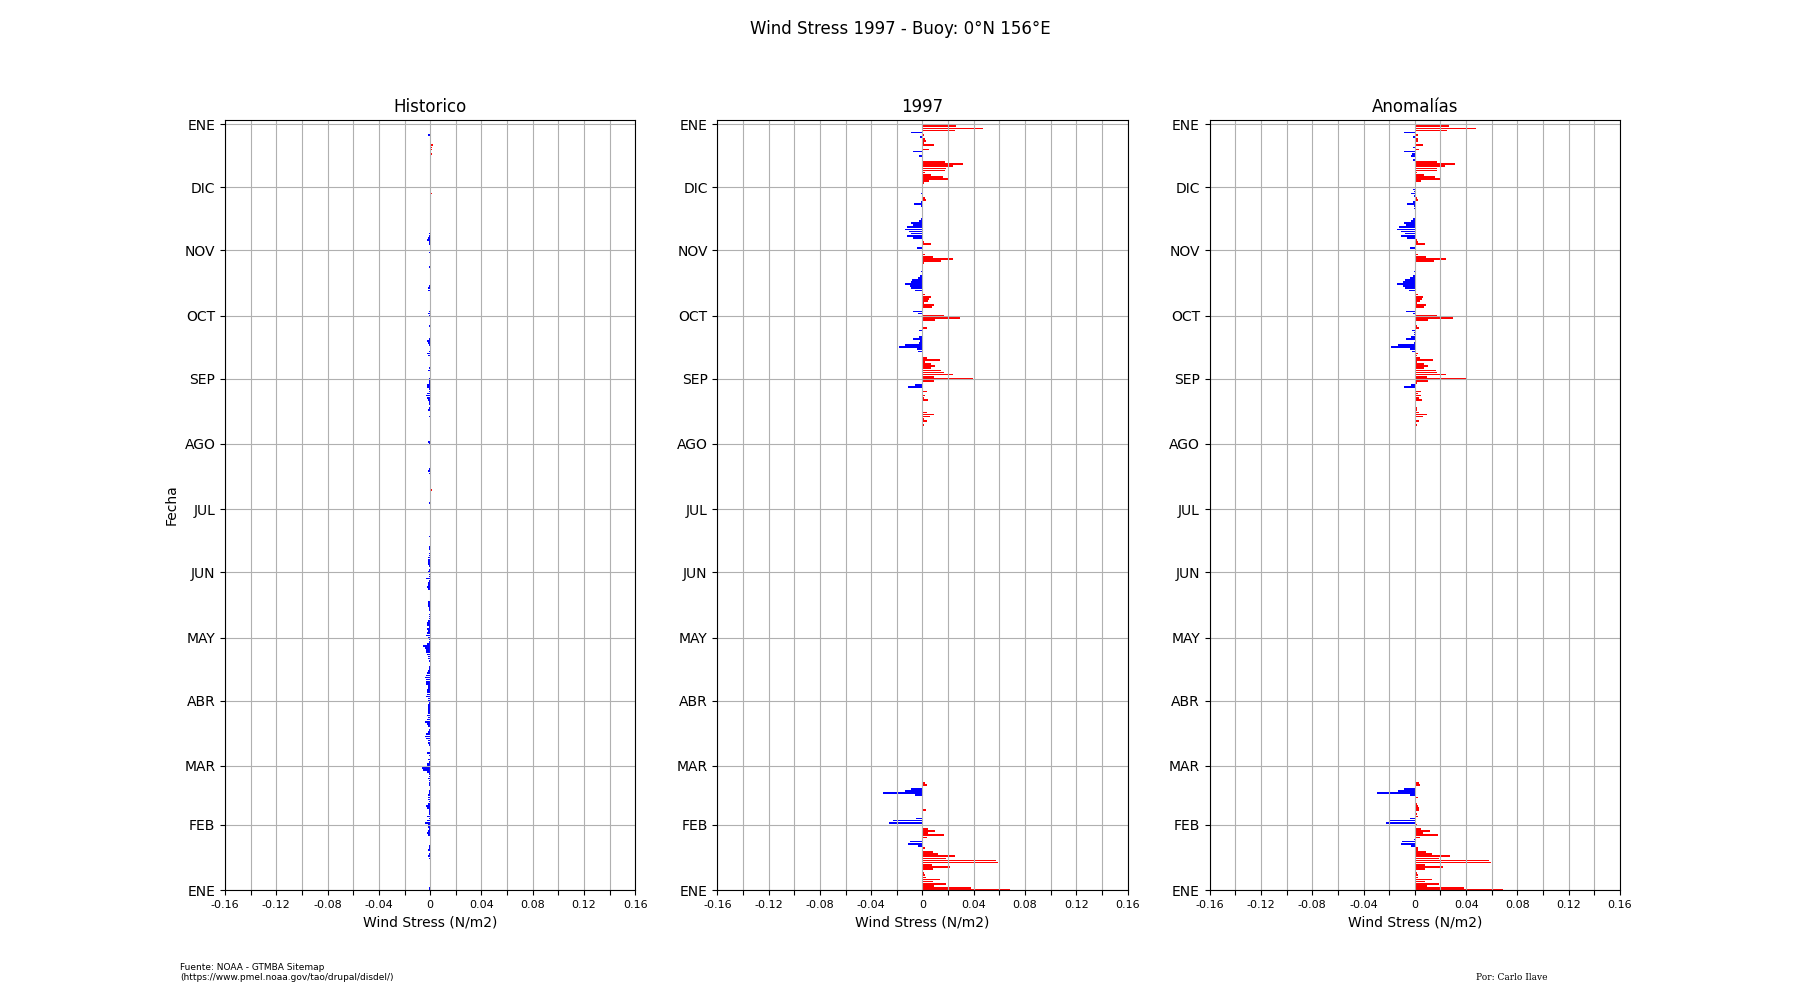 Wind Stress 1997 - Buoy: 0°N 156°E
Historico
1997
Anomalías
ENE
DIC
NOV
OCT
SEP
AGO
JUL
JUN
MAY
ABR
MAR
FEB
ENE
Fecha
-0.16 -0.12 -0.08 -0.04 0 0.04 0.08 0.12 0.16
Wind Stress (N/m2)
ENE
DIC
NOV
OCT
SEP
AGO
JUL
JUN
MAY
ABR
MAR
FEB
ENE
-0.16 -0.12 -0.08 -0.04 0 0.04 0.08 0.12 0.16
Wind Stress (N/m2)
ENE
DIC
NOV
OCT
SEP
AGO
JUL
JUN
MAY
ABR
MAR
FEB
ENE
-0.16 -0.12 -0.08 -0.04 0 0.04 0.08 0.12 0.16
Wind Stress (N/m2)
Fuente: NOAA - GTMBA Sitemap
(https://www.pmel.noaa.gov/tao/drupal/disdel/)
Por: Carlo Ilave